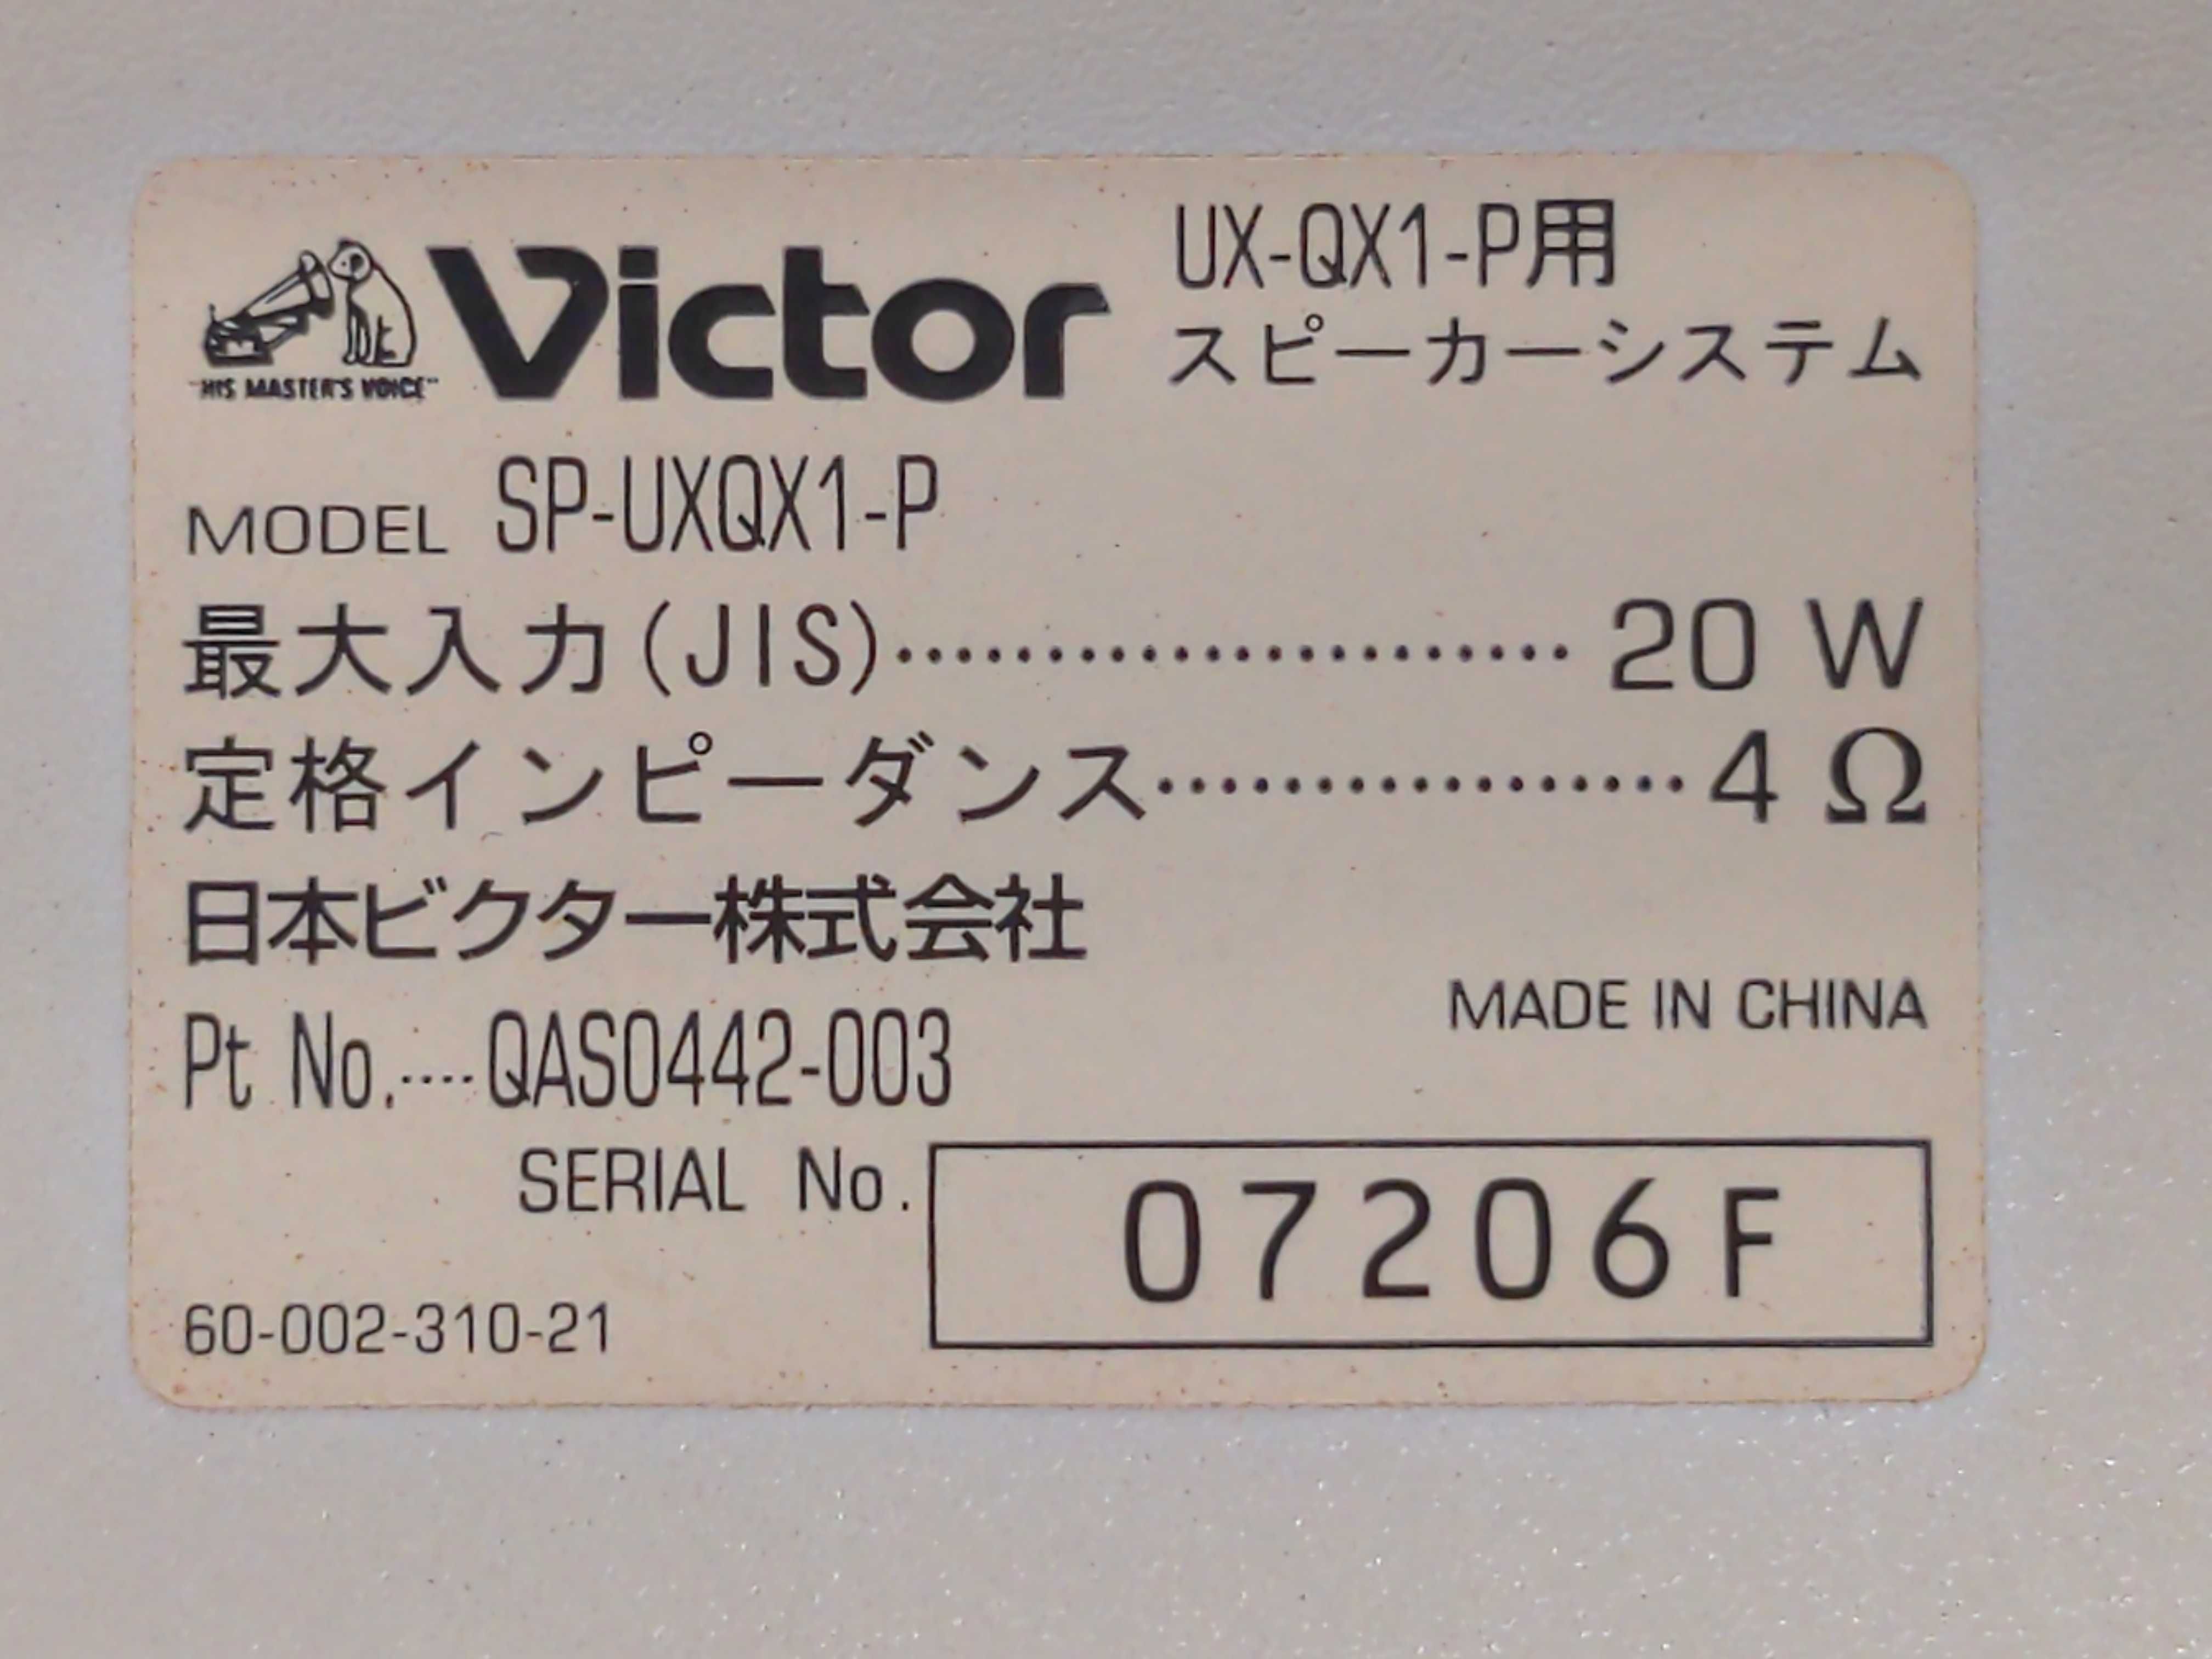 Victor
"HIS MASTER'S VOICE"
UX-QX1-P用
スピーカーシステム
MODEL SP-UXQX1-P
最大入力(JIS)························20 W
定格インピーダンス·················4 Ω
日本ビクター株式会社
MADE IN CHINA
Pt No.····QAS0442-003
SERIAL No. 07206F
60-002-310-21